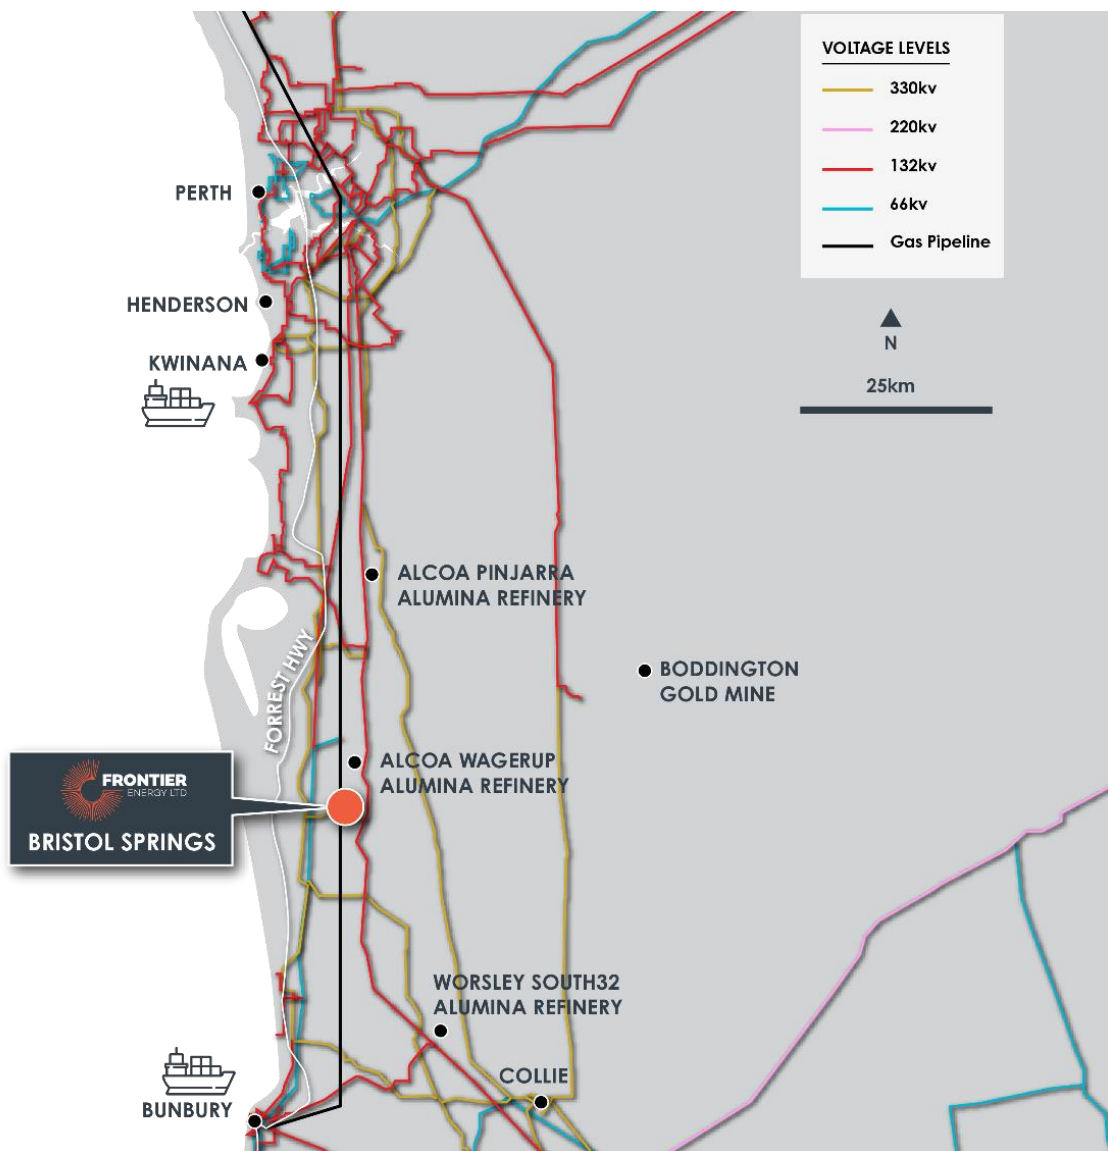 VOLTAGE LEVELS
330kv
220kv
132kv
66kv
Gas Pipeline
N
25km
PERTH
HENDERSON
KWINANA
ALCOA PINJARRA
ALUMINA REFINERY
FORREST HWY
BODDINGTON
GOLD MINE
ALCOA WAGERUP
ALUMINA REFINERY
FRONTIER
ENERGY LTD
BRISTOL SPRINGS
WORSLEY SOUTH32
ALUMINA REFINERY
COLLIE
BUNBURY